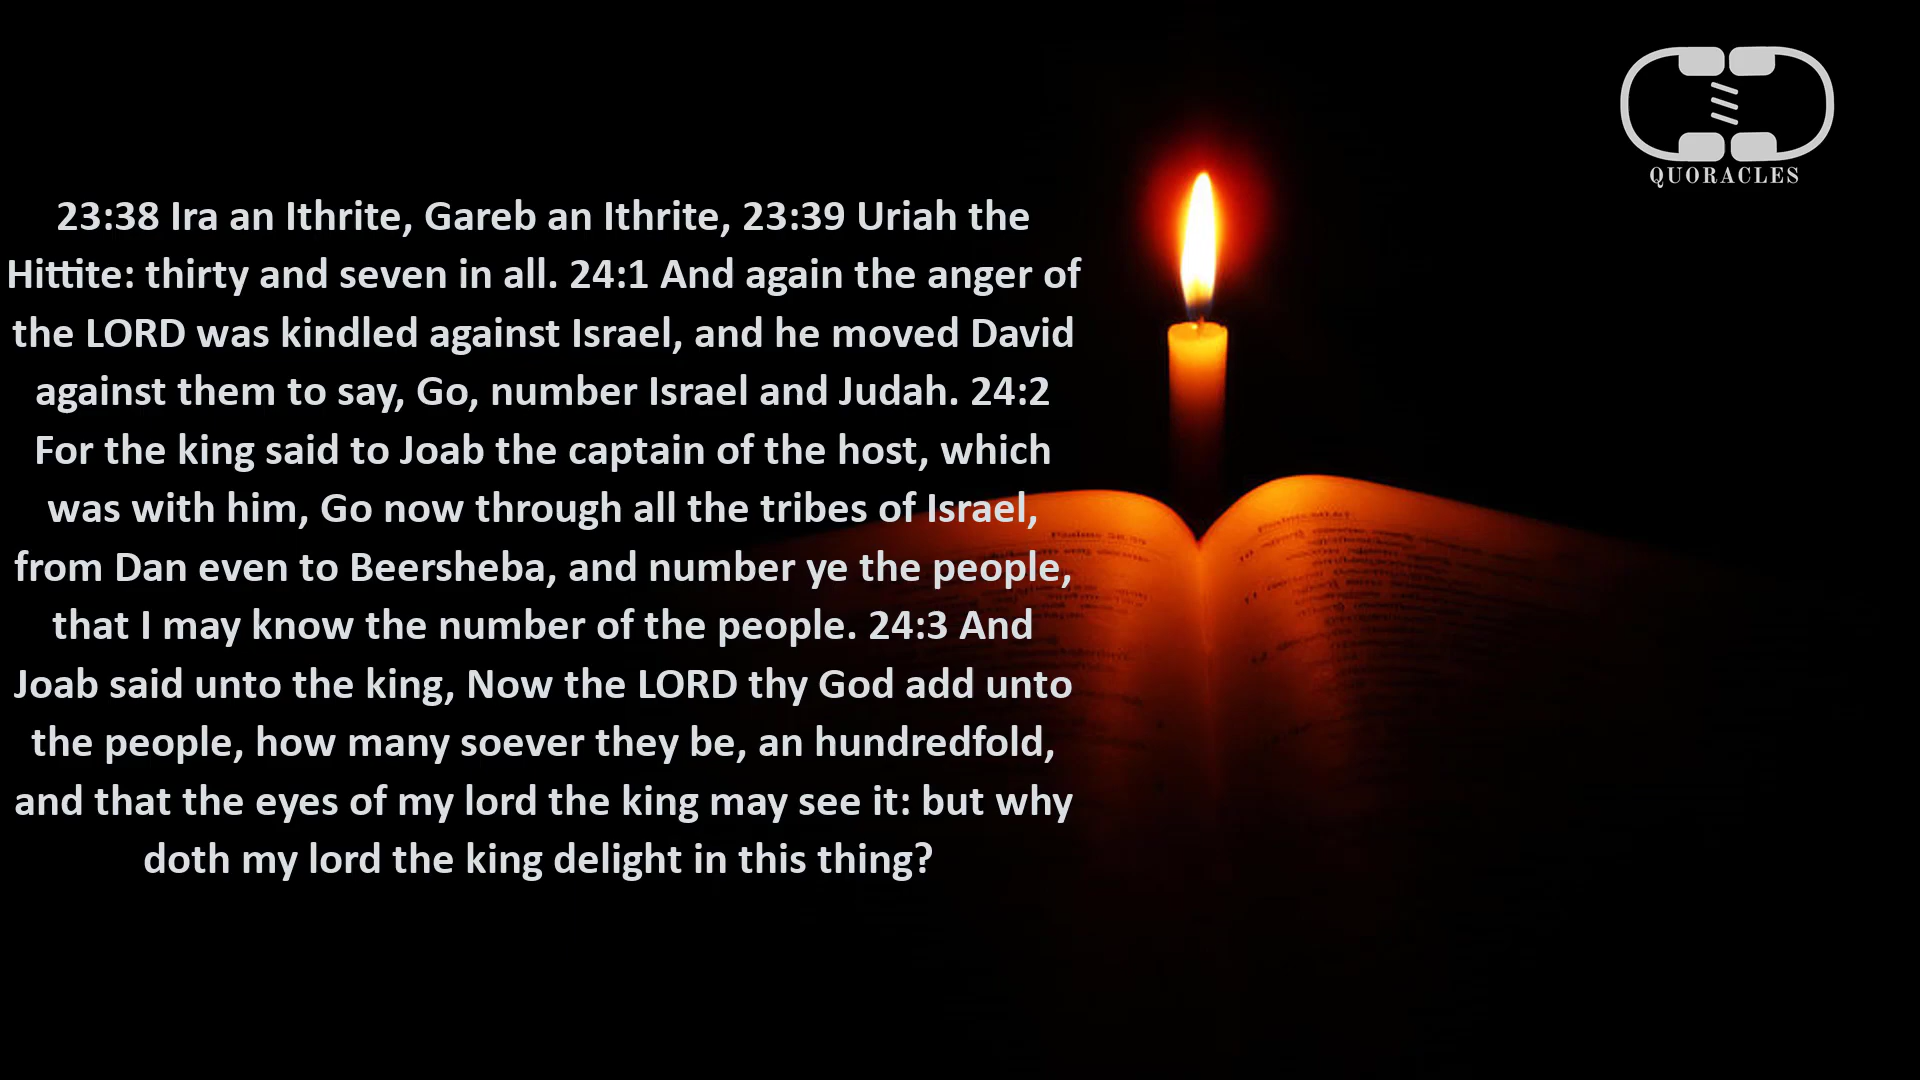 QUORACLES
23:38 Ira an Ithrite, Gareb an Ithrite, 23:39 Uriah the
Hittite: thirty and seven in all. 24:1 And again the anger of
the LORD was kindled against Israel, and he moved David
against them to say, Go, number Israel and Judah. 24:2
For the king said to Joab the captain of the host, which
was with him, Go now through all the tribes of Israel,
from Dan even to Beersheba, and number ye the people,
that I may know the number of the people. 24:3 And
Joab said unto the king, Now the LORD thy God add unto
the people, how many soever they be, an hundredfold,
and that the eyes of my lord the king may see it: but why
doth my lord the king delight in this thing?